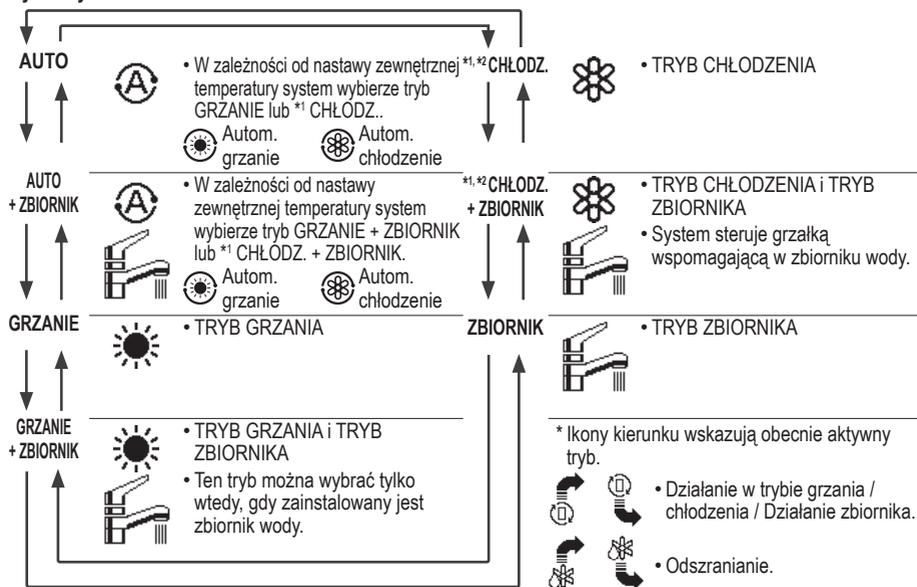 AUTO
• W zależności od nastawy zewnętrznej
temperatury system wybierze tryb
GRZANIE lub *1 CHŁODZ..
Autom.
grzanie
Autom.
chłodzenie
*1, *2 CHŁODZ.
• TRYB CHŁODZENIA
AUTO
+ ZBIORNIK
• W zależności od nastawy
zewnętrznej temperatury system
wybierze tryb GRZANIE + ZBIORNIK
lub *1 CHŁODZ. + ZBIORNIK.
Autom.
grzanie
Autom.
chłodzenie
*1, *2 CHŁODZ.
+ ZBIORNIK
• TRYB CHŁODZENIA i TRYB
ZBIORNIKA
• System steruje grzałką
wspomagającą w zbiorniku wody.
GRZANIE
• TRYB GRZANIA
ZBIORNIK
• TRYB ZBIORNIKA
GRZANIE
+ ZBIORNIK
• TRYB GRZANIA i TRYB
ZBIORNIKA
• Ten tryb można wybrać tylko
wtedy, gdy zainstalowany jest
zbiornik wody.
* Ikony kierunku wskazują obecnie aktywny
tryb.
• Działanie w trybie grzania /
chłodzenia / Działanie zbiornika.
• Odszranianie.